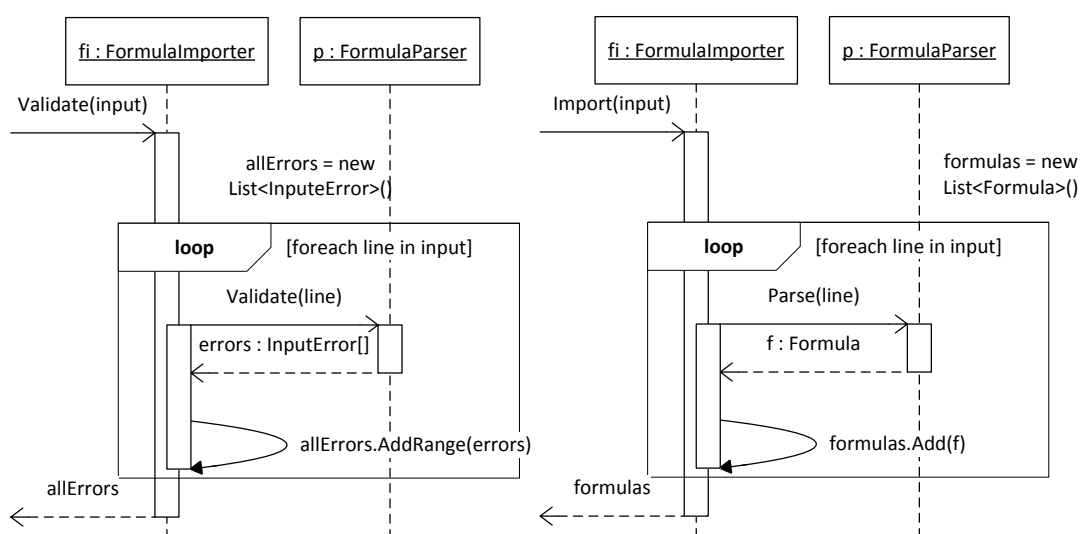 fi : FormulaImporter
p : FormulaParser
Validate(input)
allErrors = new
List<InputeError>()
loop
[foreach line in input]
Validate(line)
errors : InputError[]
allErrors.AddRange(errors)
allErrors
fi : FormulaImporter
p : FormulaParser
Import(input)
formulas = new
List<Formula>()
loop
[foreach line in input]
Parse(line)
f : Formula
formulas.Add(f)
formulas